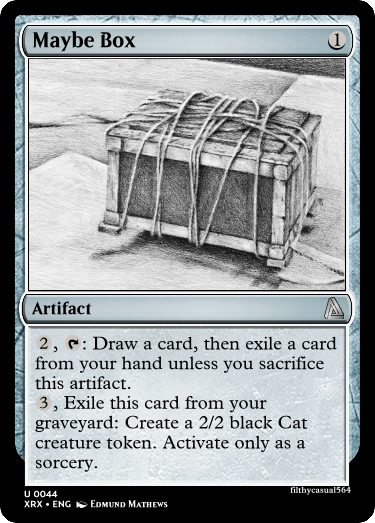 Maybe Box 1
Artifact
2, : Draw a card, then exile a card
from your hand unless you sacrifice
this artifact.
3, Exile this card from your
graveyard: Create a 2/2 black Cat
creature token. Activate only as a
sorcery.
filthycasual564
U 0044
XRX • ENG Edmund Mathews